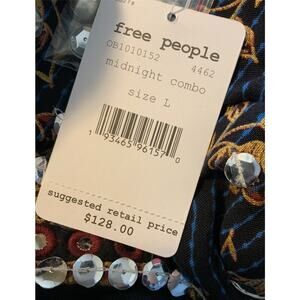 free people
OB1010152 4462
midnight combo
size L
1 93465 96157 0
suggested retail price
$128.00